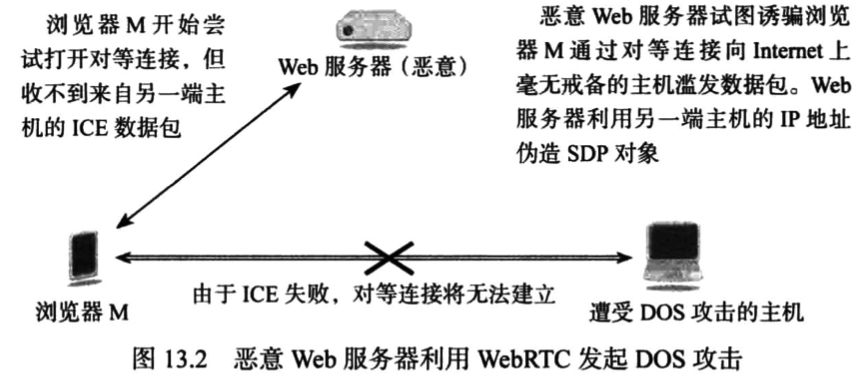 浏览器 M 开始尝
试打开对等连接，但
收不到来自另一端主
机的 ICE 数据包
Web 服务器（恶意）
恶意 Web 服务器试图诱骗浏览
器 M 通过对等连接向 Internet 上
毫无戒备的主机滥发数据包。Web
服务器利用另一端主机的 IP 地址
伪造 SDP 对象
由于 ICE 失败，对等连接将无法建立
浏览器 M
遭受 DOS 攻击的主机
图 13.2 恶意 Web 服务器利用 WebRTC 发起 DOS 攻击